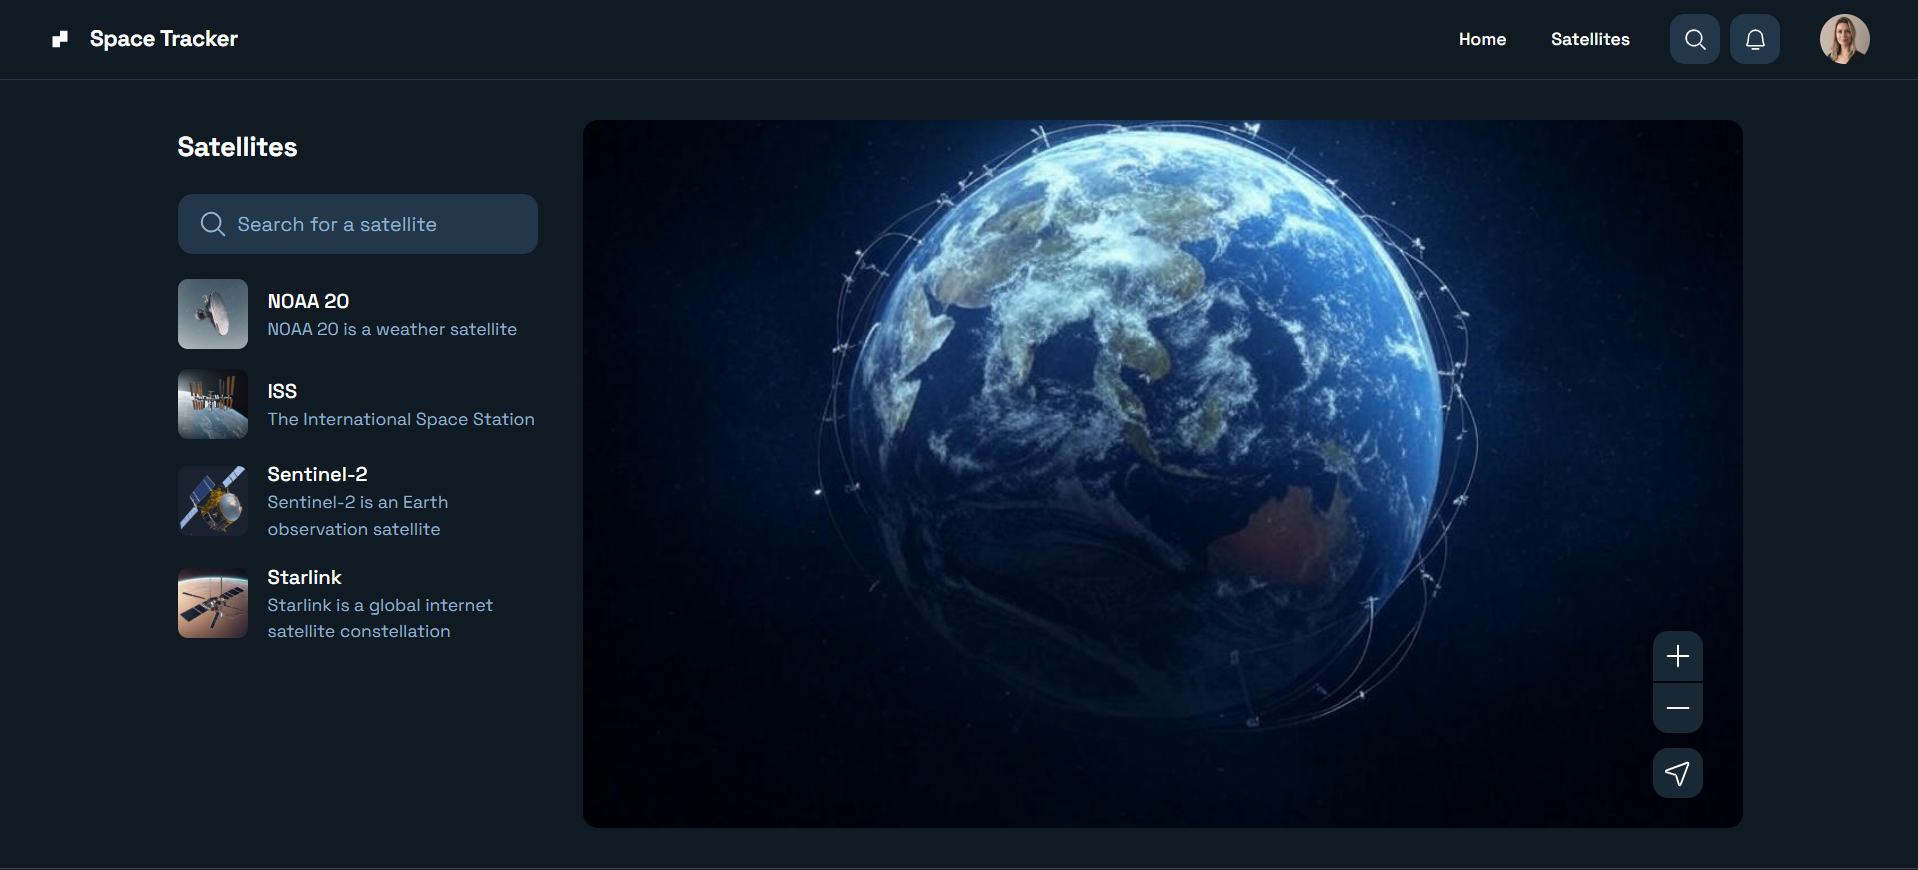 Space Tracker
Home
Satellites
Satellites
Search for a satellite
NOAA 20
NOAA 20 is a weather satellite
ISS
The International Space Station
Sentinel-2
Sentinel-2 is an Earth
observation satellite
Starlink
Starlink is a global internet
satellite constellation